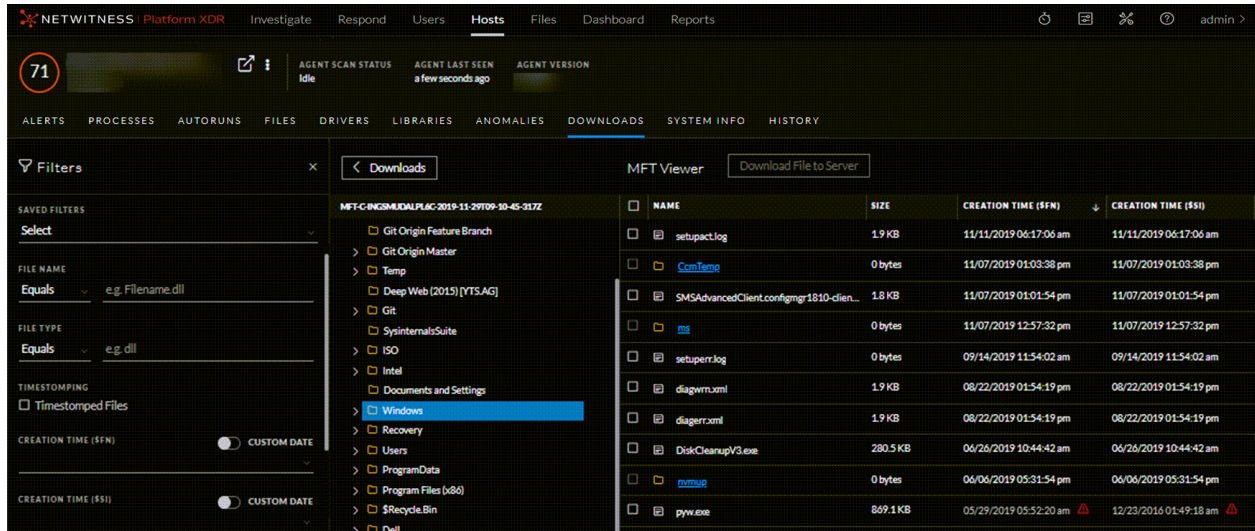 NETWITNESS Platform XDR Investigate Respond Users Hosts Files Dashboard Reports admin >
71 AGENT SCAN STATUS AGENT LAST SEEN AGENT VERSION
Idle a few seconds ago
ALERTS PROCESSES AUTORUNS FILES DRIVERS LIBRARIES ANOMALIES DOWNLOADS SYSTEM INFO HISTORY
Filters ×
SAVED FILTERS
Select
FILE NAME
Equals e.g. Filename.dll
FILE TYPE
Equals e.g. dll
TIMESTOMPING
Timestomped Files
CREATION TIME ($FN) CUSTOM DATE
CREATION TIME ($SI) CUSTOM DATE
< Downloads
MFT-C-INGSMUDALPL6C-2019-11-29T09-10-45-317Z
Git Origin Feature Branch
> Git Origin Master
> Temp
Deep Web (2015) [YTS.AG]
> Git
SysinternalsSuite
> ISO
> Intel
Documents and Settings
> Windows
> Recovery
> Users
> ProgramData
> Program Files (x86)
> $Recycle.Bin
> Dell
MFT Viewer Download File to Server
NAME SIZE CREATION TIME ($FN) ↓ CREATION TIME ($SI)
setupact.log 1.9 KB 11/11/2019 06:17:06 am 11/11/2019 06:17:06 am
CcmTemp 0 bytes 11/07/2019 01:03:38 pm 11/07/2019 01:03:38 pm
SMSAdvancedClient.configmgr1810-clien... 1.8 KB 11/07/2019 01:01:54 pm 11/07/2019 01:01:54 pm
ms 0 bytes 11/07/2019 12:57:32 pm 11/07/2019 12:57:32 pm
setuperr.log 0 bytes 09/14/2019 11:54:02 am 09/14/2019 11:54:02 am
diagwrn.xml 1.9 KB 08/22/2019 01:54:19 pm 08/22/2019 01:54:19 pm
diagerr.xml 1.9 KB 08/22/2019 01:54:19 pm 08/22/2019 01:54:19 pm
DiskCleanupV3.exe 280.5 KB 06/26/2019 10:44:42 am 06/26/2019 10:44:42 am
nvmup 0 bytes 06/06/2019 05:31:54 pm 06/06/2019 05:31:54 pm
pyw.exe 869.1 KB 05/29/2019 05:52:20 am 12/23/2016 01:49:18 am